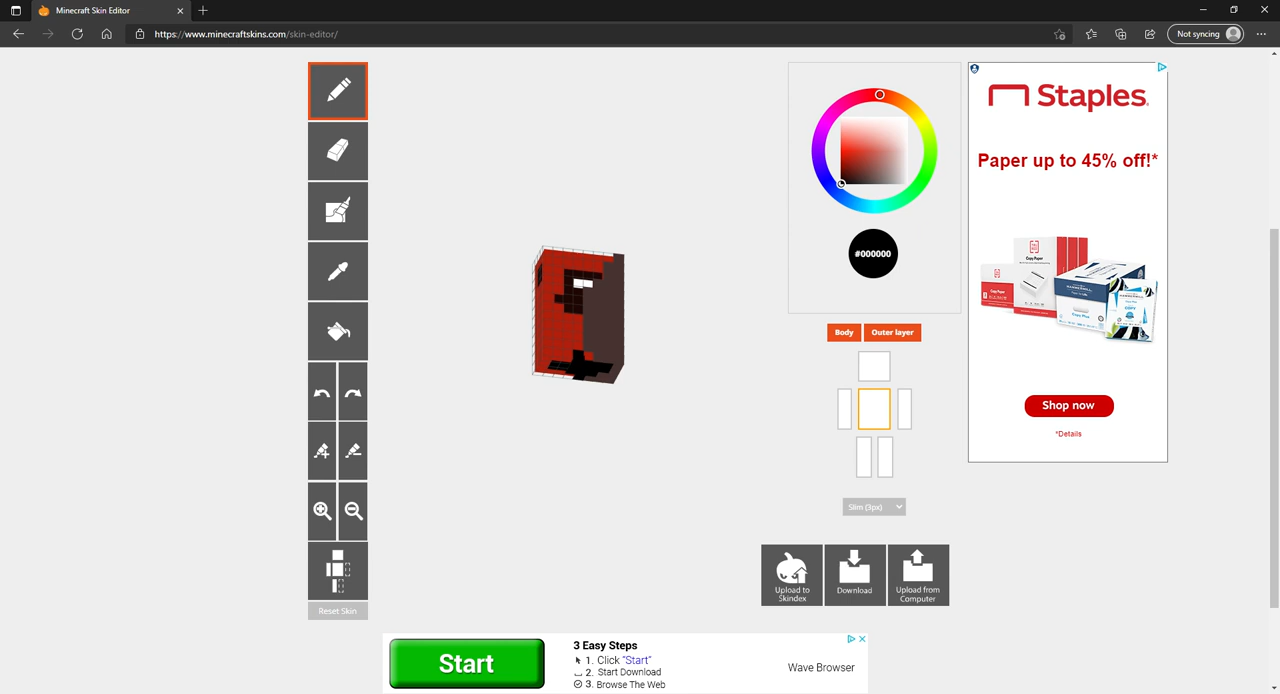 Minecraft Skin Editor
https://www.minecraftskins.com/skin-editor/
Not syncing
Reset Skin
#000000
Body
Outer layer
Slim (3px)
Upload to
Skindex
Download
Upload from
Computer
Staples
Paper up to 45% off!*
Shop now
*Details
Start
3 Easy Steps
1. Click "Start"
2. Start Download
3. Browse The Web
Wave Browser